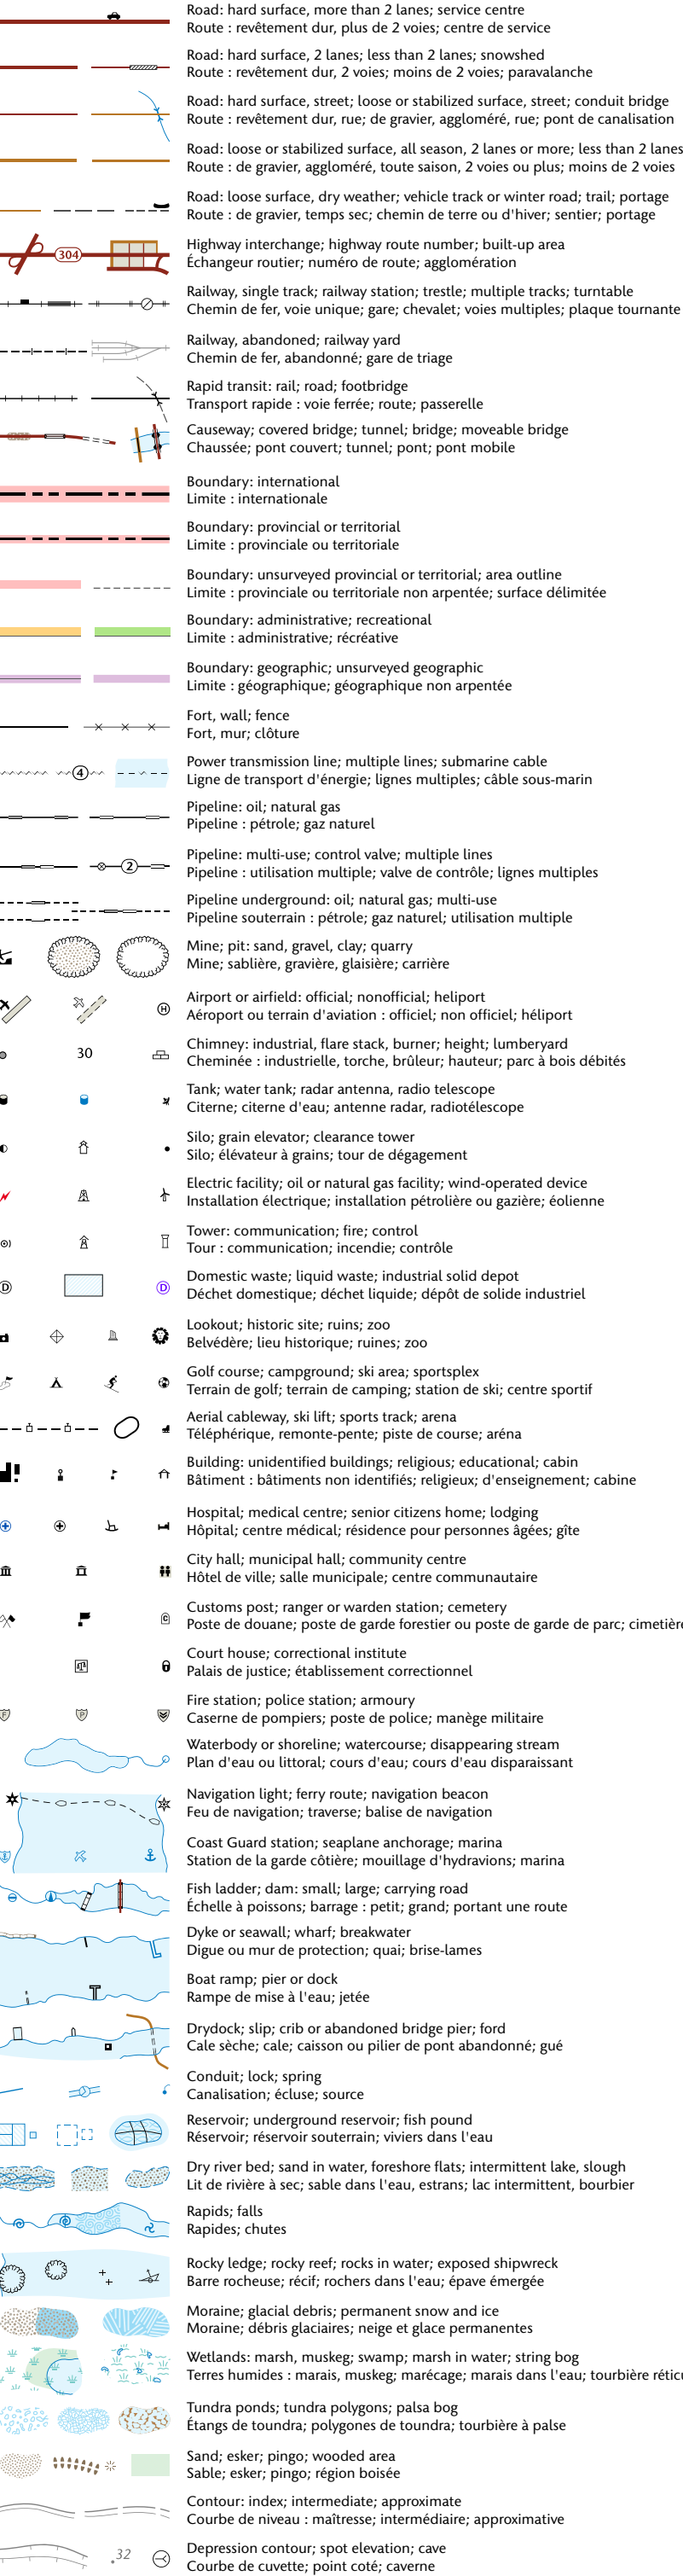 Road: hard surface, more than 2 lanes; service centre
Route : revêtement dur, plus de 2 voies; centre de service
Road: hard surface, 2 lanes; less than 2 lanes; snowshed
Route : revêtement dur, 2 voies; moins de 2 voies; paravalanche
Road: hard surface, street; loose or stabilized surface, street; conduit bridge
Route : revêtement dur, rue; de gravier, aggloméré, rue; pont de canalisation
Road: loose or stabilized surface, all season, 2 lanes or more; less than 2 lanes
Route : de gravier, aggloméré, toute saison, 2 voies ou plus; moins de 2 voies
Road: loose surface, dry weather; vehicle track or winter road; trail; portage
Route : de gravier, temps sec; chemin de terre ou d'hiver; sentier; portage
304
Highway interchange; highway route number; built-up area
Échangeur routier; numéro de route; agglomération
Railway, single track; railway station; trestle; multiple tracks; turntable
Chemin de fer, voie unique; gare; chevalet; voies multiples; plaque tournante
Railway, abandoned; railway yard
Chemin de fer, abandonné; gare de triage
Rapid transit: rail; road; footbridge
Transport rapide : voie ferrée; route; passerelle
Causeway; covered bridge; tunnel; bridge; moveable bridge
Chaussée; pont couvert; tunnel; pont; pont mobile
Boundary: international
Limite : internationale
Boundary: provincial or territorial
Limite : provinciale ou territoriale
Boundary: unsurveyed provincial or territorial; area outline
Limite : provinciale ou territoriale non arpentée; surface délimitée
Boundary: administrative; recreational
Limite : administrative; récréative
Boundary: geographic; unsurveyed geographic
Limite : géographique; géographique non arpentée
Fort, wall; fence
Fort, mur; clôture
4
Power transmission line; multiple lines; submarine cable
Ligne de transport d'énergie; lignes multiples; câble sous-marin
Pipeline: oil; natural gas
Pipeline : pétrole; gaz naturel
2
Pipeline: multi-use; control valve; multiple lines
Pipeline : utilisation multiple; valve de contrôle; lignes multiples
Pipeline underground: oil; natural gas; multi-use
Pipeline souterrain : pétrole; gaz naturel; utilisation multiple
Mine; pit: sand, gravel, clay; quarry
Mine; sablière, gravière, glaisière; carrière
H
Airport or airfield: official; nonofficial; heliport
Aéroport ou terrain d'aviation : officiel; non officiel; héliport
30
Chimney: industrial, flare stack, burner; height; lumberyard
Cheminée : industrielle, torche, brûleur; hauteur; parc à bois débités
Tank; water tank; radar antenna, radio telescope
Citerne; citerne d'eau; antenne radar, radiotélescope
Silo; grain elevator; clearance tower
Silo; élévateur à grains; tour de dégagement
Electric facility; oil or natural gas facility; wind-operated device
Installation électrique; installation pétrolière ou gazière; éolienne
Tower: communication; fire; control
Tour : communication; incendie; contrôle
D D
Domestic waste; liquid waste; industrial solid depot
Déchet domestique; déchet liquide; dépôt de solide industriel
Lookout; historic site; ruins; zoo
Belvédère; lieu historique; ruines; zoo
Golf course; campground; ski area; sportsplex
Terrain de golf; terrain de camping; station de ski; centre sportif
Aerial cableway, ski lift; sports track; arena
Téléphérique, remonte-pente; piste de course; aréna
Building: unidentified buildings; religious; educational; cabin
Bâtiment : bâtiments non identifiés; religieux; d'enseignement; cabine
Hospital; medical centre; senior citizens home; lodging
Hôpital; centre médical; résidence pour personnes âgées; gîte
City hall; municipal hall; community centre
Hôtel de ville; salle municipale; centre communautaire
C
Customs post; ranger or warden station; cemetery
Poste de douane; poste de garde forestier ou poste de garde de parc; cimetière
Court house; correctional institute
Palais de justice; établissement correctionnel
F P
Fire station; police station; armoury
Caserne de pompiers; poste de police; manège militaire
Waterbody or shoreline; watercourse; disappearing stream
Plan d'eau ou littoral; cours d'eau; cours d'eau disparaissant
Navigation light; ferry route; navigation beacon
Feu de navigation; traverse; balise de navigation
Coast Guard station; seaplane anchorage; marina
Station de la garde côtière; mouillage d'hydravions; marina
Fish ladder; dam: small; large; carrying road
Échelle à poissons; barrage : petit; grand; portant une route
Dyke or seawall; wharf; breakwater
Digue ou mur de protection; quai; brise-lames
Boat ramp; pier or dock
Rampe de mise à l'eau; jetée
Drydock; slip; crib or abandoned bridge pier; ford
Cale sèche; cale; caisson ou pilier de pont abandonné; gué
Conduit; lock; spring
Canalisation; écluse; source
Reservoir; underground reservoir; fish pound
Réservoir; réservoir souterrain; viviers dans l'eau
Dry river bed; sand in water, foreshore flats; intermittent lake, slough
Lit de rivière à sec; sable dans l'eau, estrans; lac intermittent, bourbier
Rapids; falls
Rapides; chutes
Rocky ledge; rocky reef; rocks in water; exposed shipwreck
Barre rocheuse; récif; rochers dans l'eau; épave émergée
Moraine; glacial debris; permanent snow and ice
Moraine; débris glaciaires; neige et glace permanentes
Wetlands: marsh, muskeg; swamp; marsh in water; string bog
Terres humides : marais, muskeg; marécage; marais dans l'eau; tourbière
Tundra ponds; tundra polygons; palsa bog
Étangs de toundra; polygones de toundra; tourbière à palse
Sand; esker; pingo; wooded area
Sable; esker; pingo; région boisée
Contour: index; intermediate; approximate
Courbe de niveau : maîtresse; intermédiaire; approximative
.32
Depression contour; spot elevation; cave
Courbe de cuvette; point coté; caverne